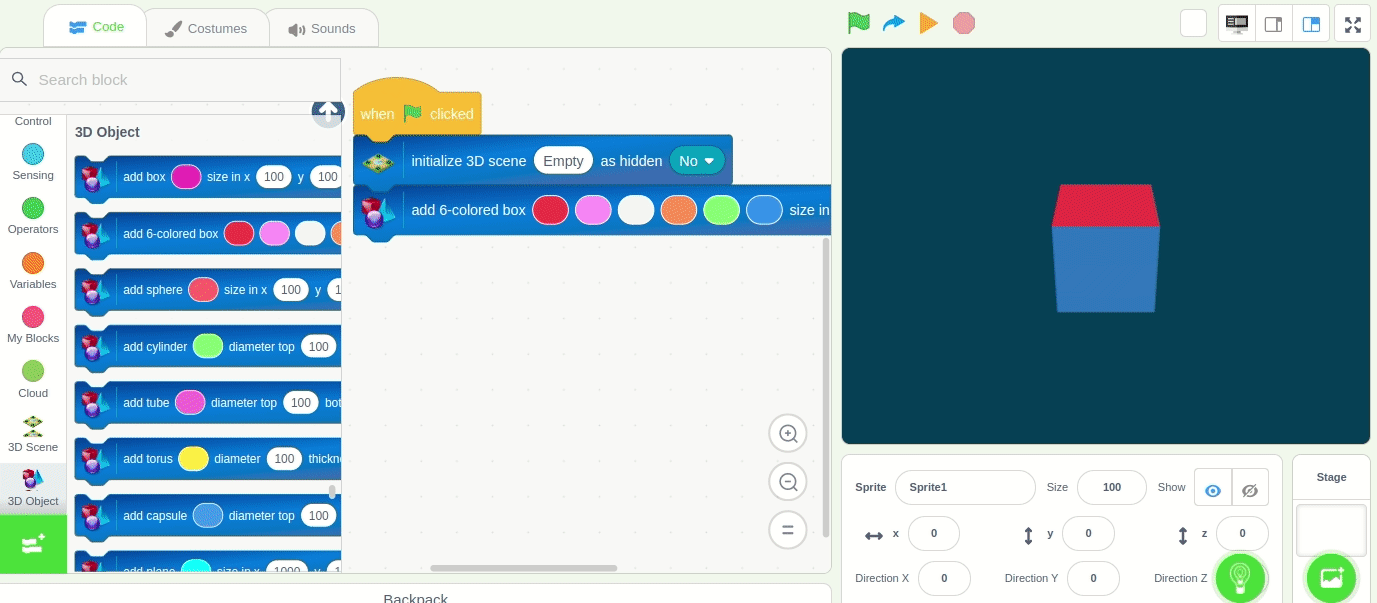 Code
Costumes
Sounds
Search block
Control
Sensing
Operators
Variables
My Blocks
Cloud
3D Scene
3D Object
3D Object
add box size in x 100 y 100
add 6-colored box
add sphere size in x 100 y 1
add cylinder diameter top 100
add tube diameter top 100 bot
add torus diameter 100 thickne
add capsule diameter top 100
add plane size in x 1000 y 1
when clicked
initialize 3D scene Empty as hidden No
add 6-colored box size in
Backpack
Sprite Sprite1 Size 100 Show
x 0 y 0 z 0
Direction X 0 Direction Y 0 Direction Z
Stage